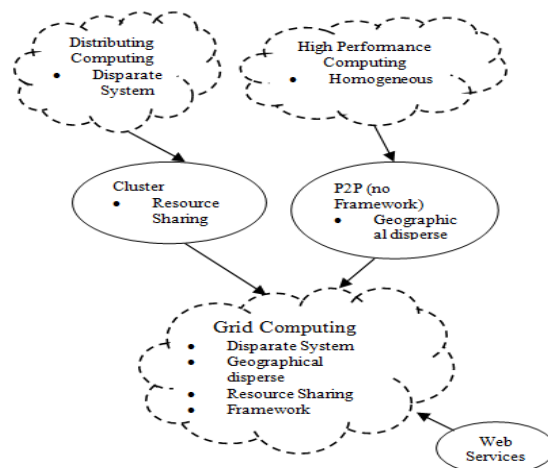 Distributing
Computing
• Disparate
System
High Performance
Computing
• Homogeneous
Cluster
• Resource
Sharing
P2P (no
Framework)
• Geographic
al disperse
Grid Computing
• Disparate System
• Geographical
disperse
• Resource Sharing
• Framework
Web
Services